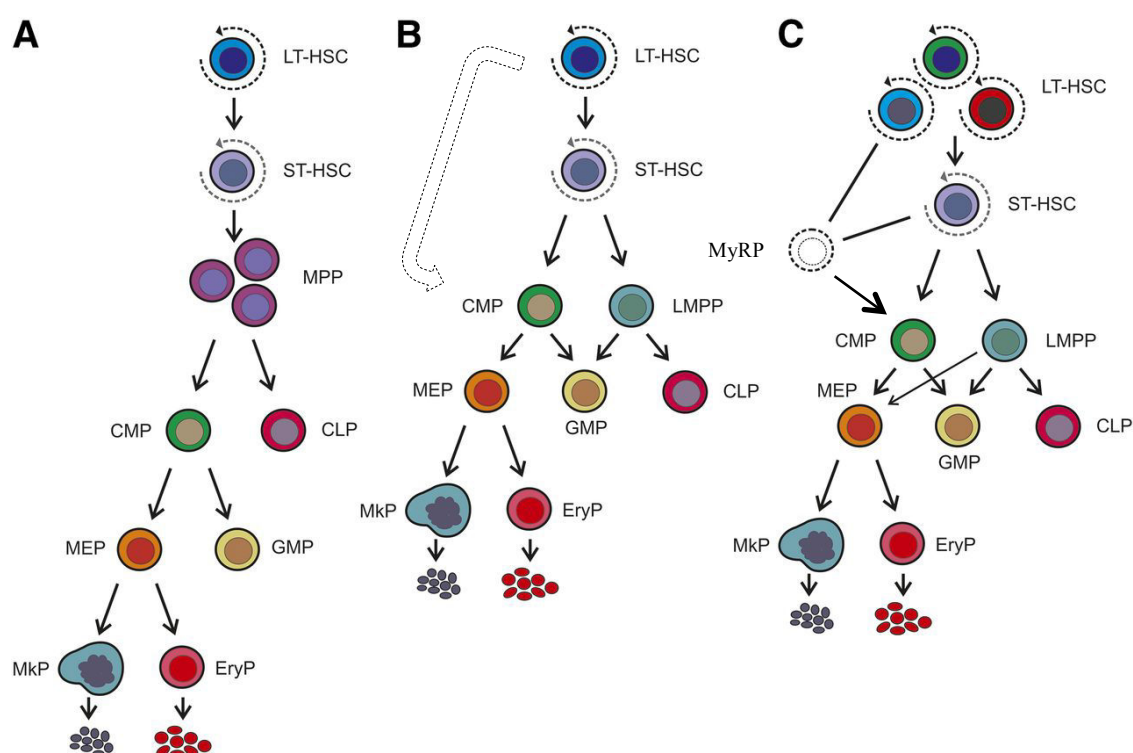 A
LT-HSC
ST-HSC
MPP
CMP
CLP
MEP
GMP
MkP
EryP
B
LT-HSC
ST-HSC
CMP
LMPP
MEP
GMP
CLP
MkP
EryP
C
LT-HSC
ST-HSC
MyRP
CMP
LMPP
MEP
GMP
CLP
MkP
EryP